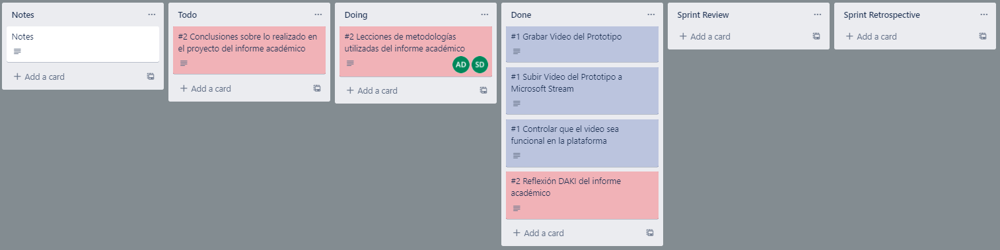 Notes
Notes
Add a card
Todo
#2 Conclusiones sobre lo realizado en
el proyecto del informe académico
Add a card
Doing
#2 Lecciones de metodologías
utilizadas del informe académico
AD SD
Add a card
Done
#1 Grabar Video del Prototipo
#1 Subir Video del Prototipo a
Microsoft Stream
#1 Controlar que el video sea
funcional en la plataforma
#2 Reflexión DAKI del informe
académico
Add a card
Sprint Review
Add a card
Sprint Retrospective
Add a card